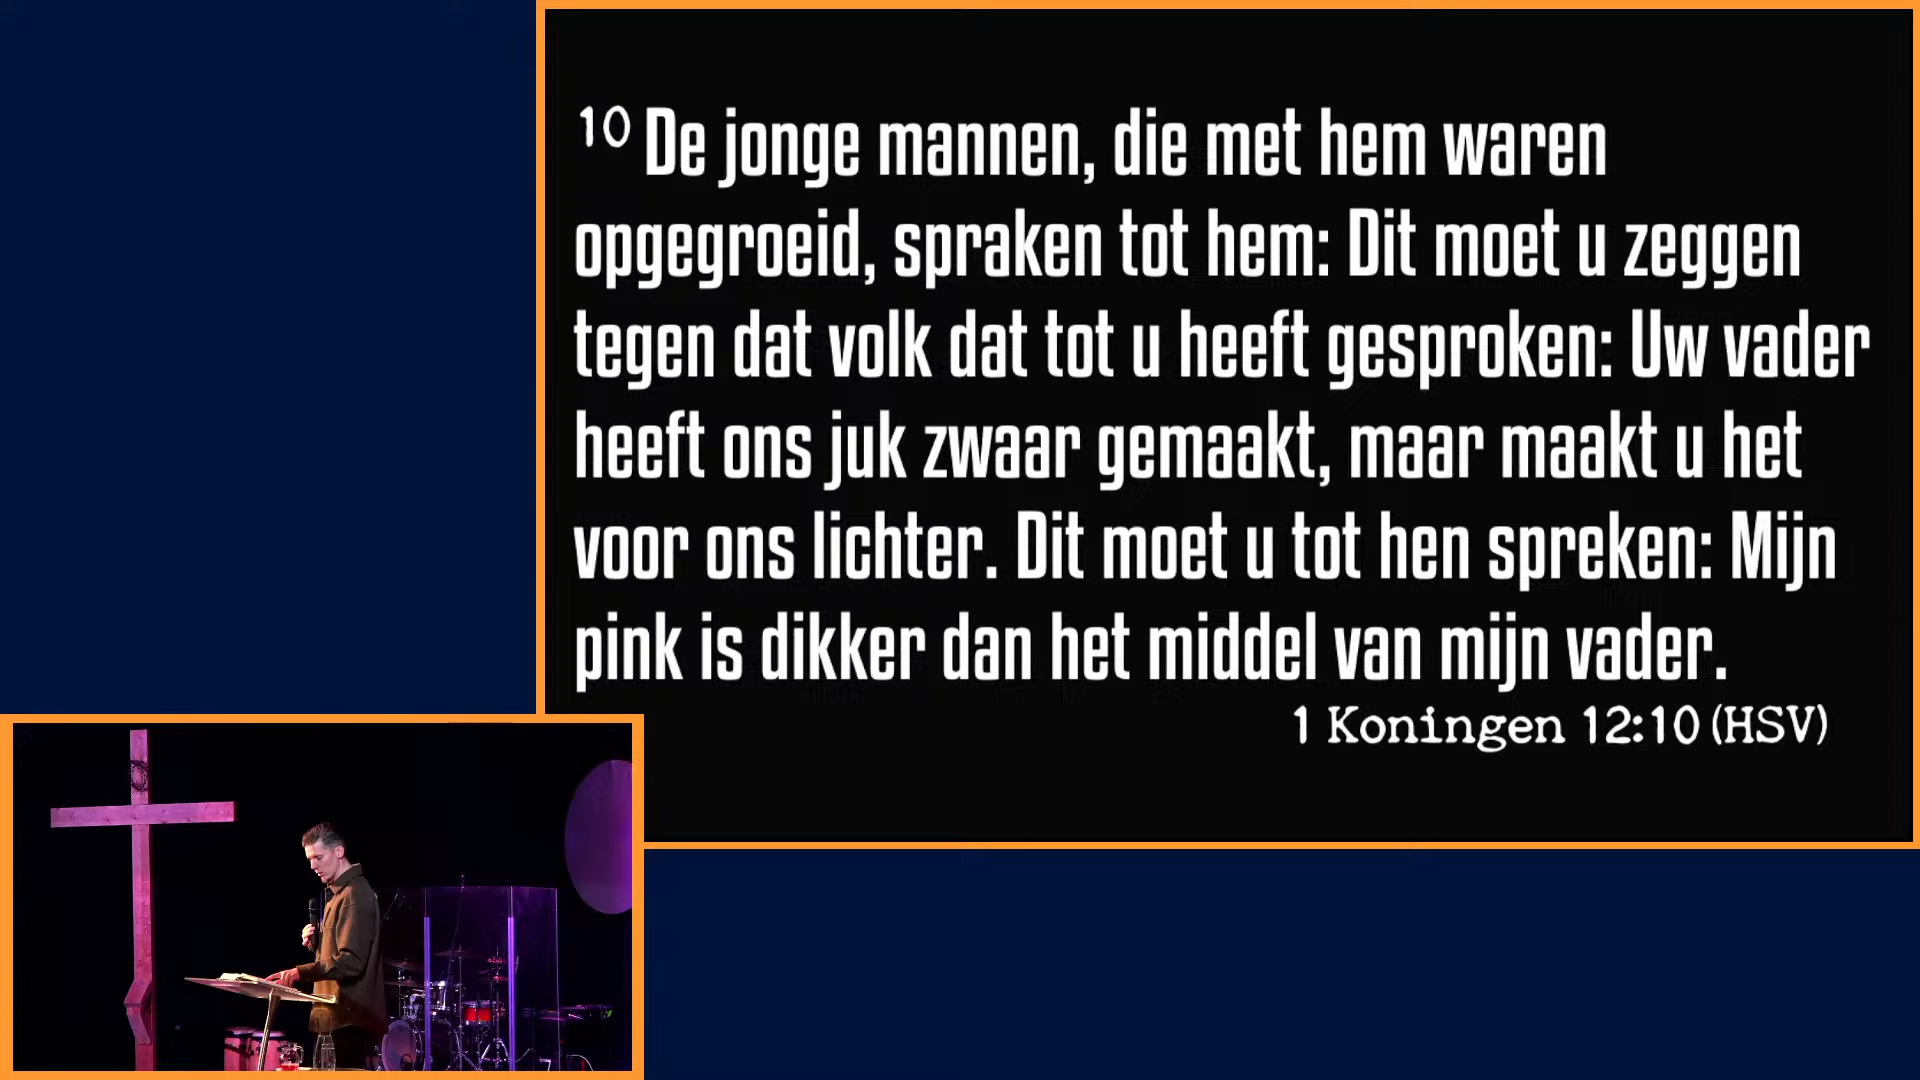 10 De jonge mannen, die met hem waren
opgegroeid, spraken tot hem: Dit moet u zeggen
tegen dat volk dat tot u heeft gesproken: Uw vader
heeft ons juk zwaar gemaakt, maar maakt u het
voor ons lichter. Dit moet u tot hen spreken: Mijn
pink is dikker dan het middel van mijn vader.
1 Koningen 12:10 (HSV)